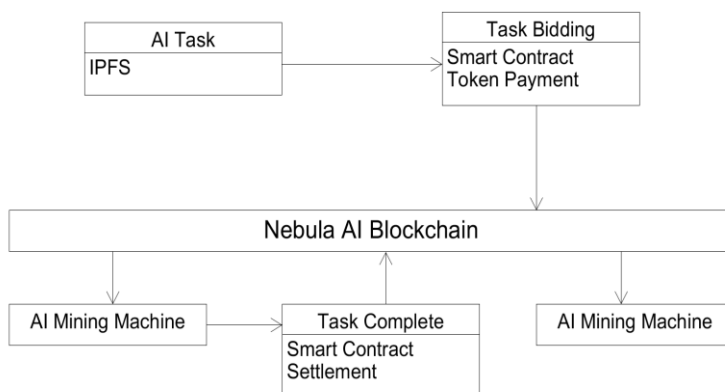 AI Task
IPFS
Task Bidding
Smart Contract
Token Payment
Nebula AI Blockchain
AI Mining Machine
Task Complete
Smart Contract
Settlement
AI Mining Machine